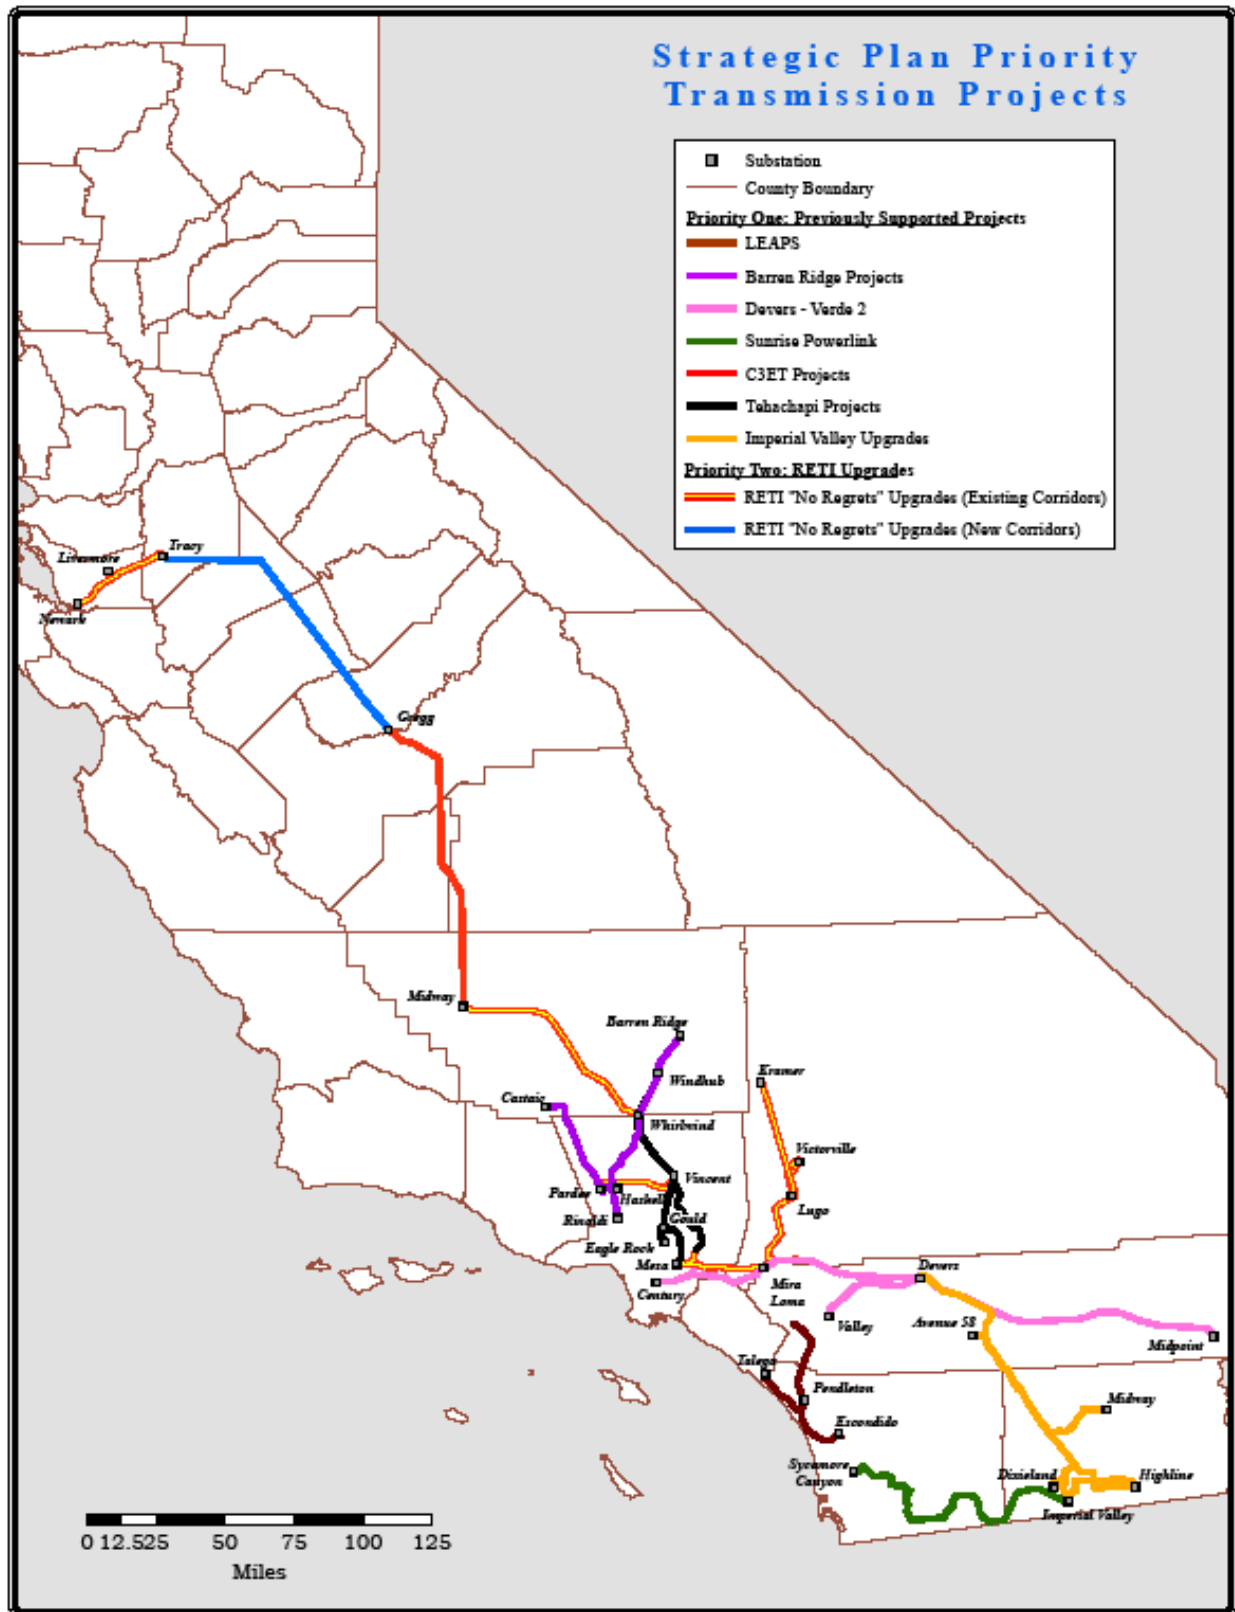 Strategic Plan Priority
Transmission Projects
Substation
County Boundary
Priority One: Previously Supported Projects
LEAPS
Barren Ridge Projects
Devers - Verde 2
Sunrise Powerlink
C3ET Projects
Tehachapi Projects
Imperial Valley Upgrades
Priority Two: RETI Upgrades
RETI "No Regrets" Upgrades (Existing Corridors)
RETI "No Regrets" Upgrades (New Corridors)
Tracy
Livermore
Newark
Gregg
Midway
Barren Ridge
Windhub
Kramer
Castaic
Whirlwind
Victorville
Vincent
Pardee
Haskell
Lugo
Rinaldi
Gould
Eagle Rock
Mesa
Devers
Mira
Loma
Century
Valley
Avenue 58
Midpoint
Talega
Pendleton
Midway
Escondido
Sycamore
Canyon
Dixieland
Highline
Imperial Valley
0 12.525 50 75 100 125
Miles